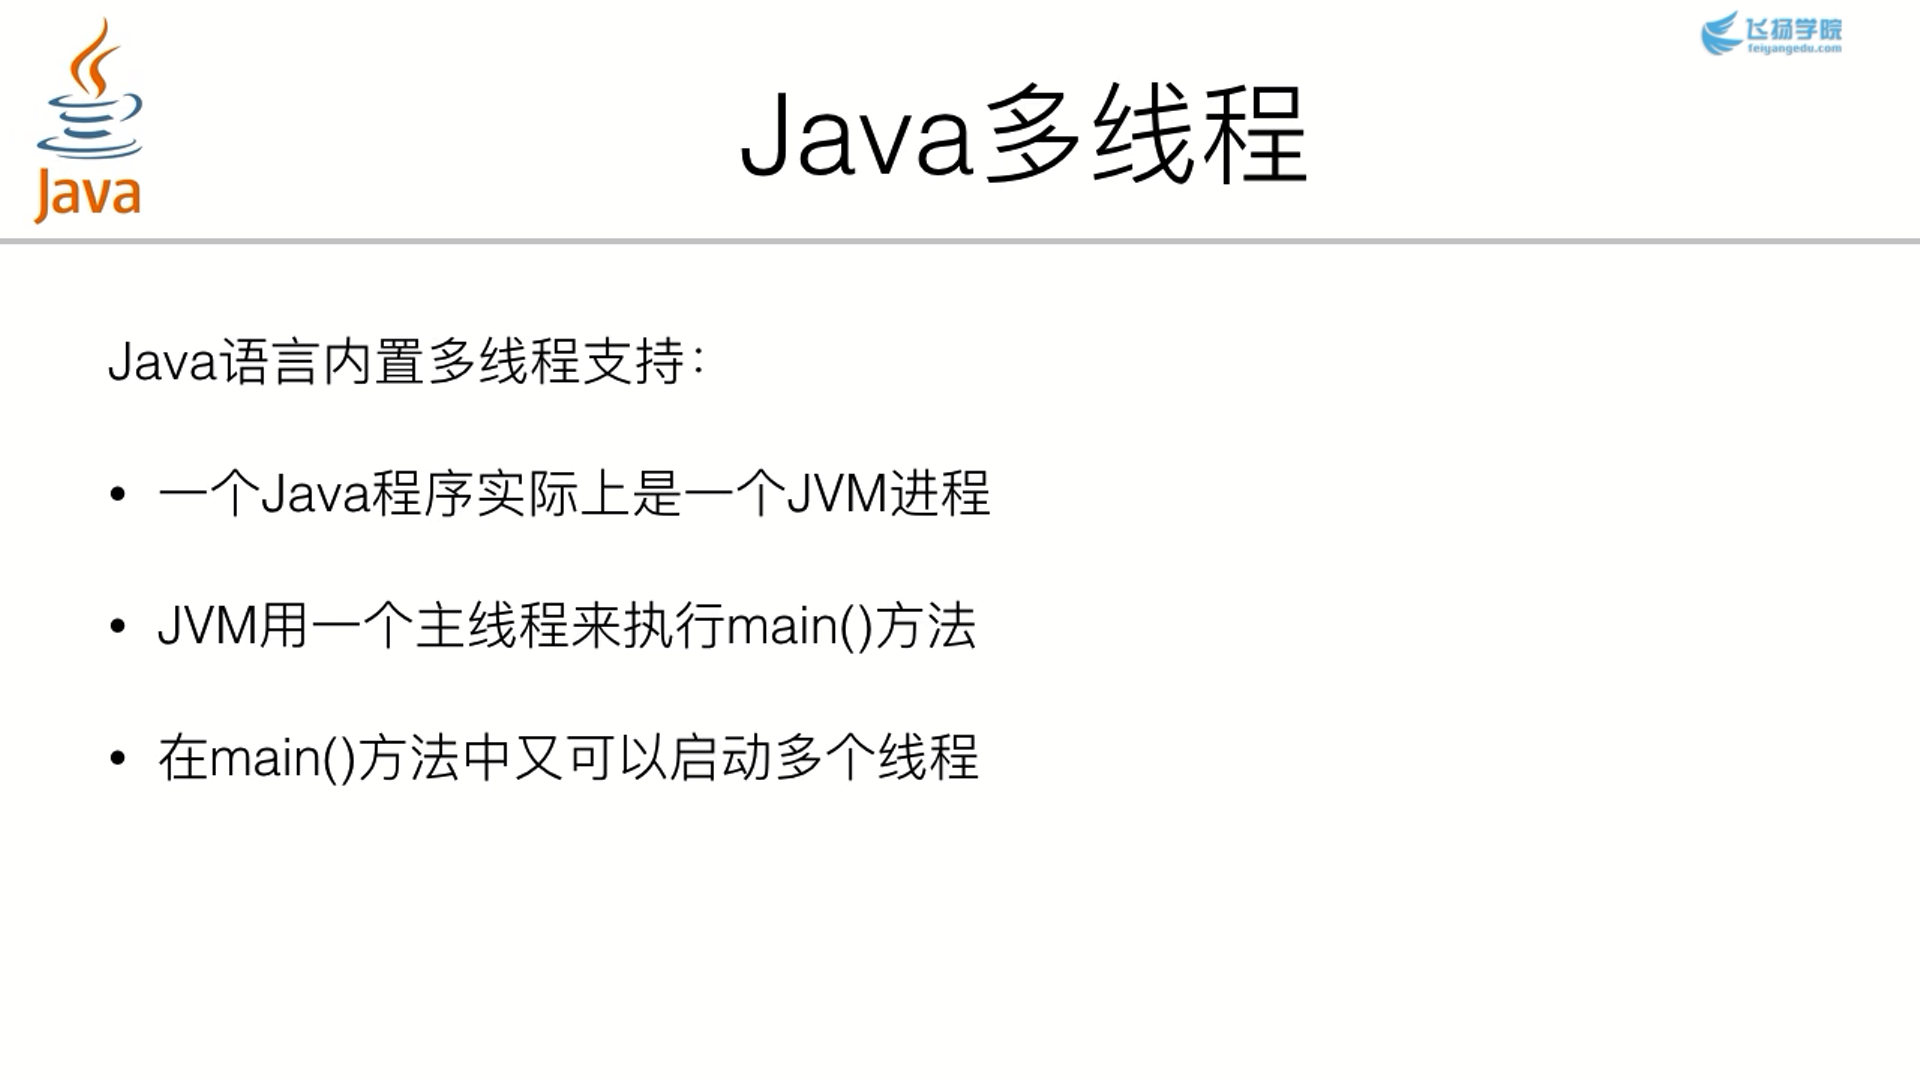 飞扬学院
feiyangedu.com
Java
Java多线程
Java语言内置多线程支持：
• 一个Java程序实际上是一个JVM进程
• JVM用一个主线程来执行main()方法
• 在main()方法中又可以启动多个线程